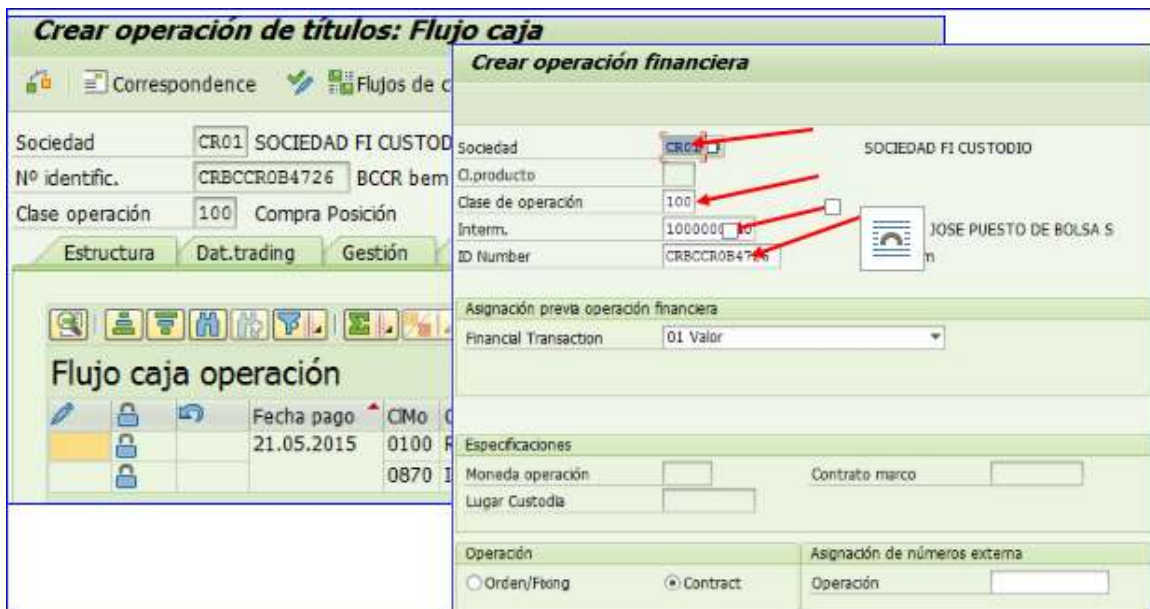 Crear operación de títulos: Flujo caja
Correspondence Flujos de c
Sociedad CR01 SOCIEDAD FI CUSTOD
Nº identific. CRBCCR0B4726 BCCR bem
Clase operación 100 Compra Posición
Estructura Dat.trading Gestión
Flujo caja operación
Fecha pago ClMo
21.05.2015 0100
0870
Crear operación financiera
Sociedad CR01 SOCIEDAD FI CUSTODIO
Cl.producto
Clase de operación 100
Interm. JOSE PUESTO DE BOLSA S
ID Number CRBCCR0B4726
Asignación previa operación financiera
Financial Transaction 01 Valor
Especificaciones
Moneda operación Contrato marco
Lugar Custodia
Operación Asignación de números externa
Orden/Fixing Contract Operación